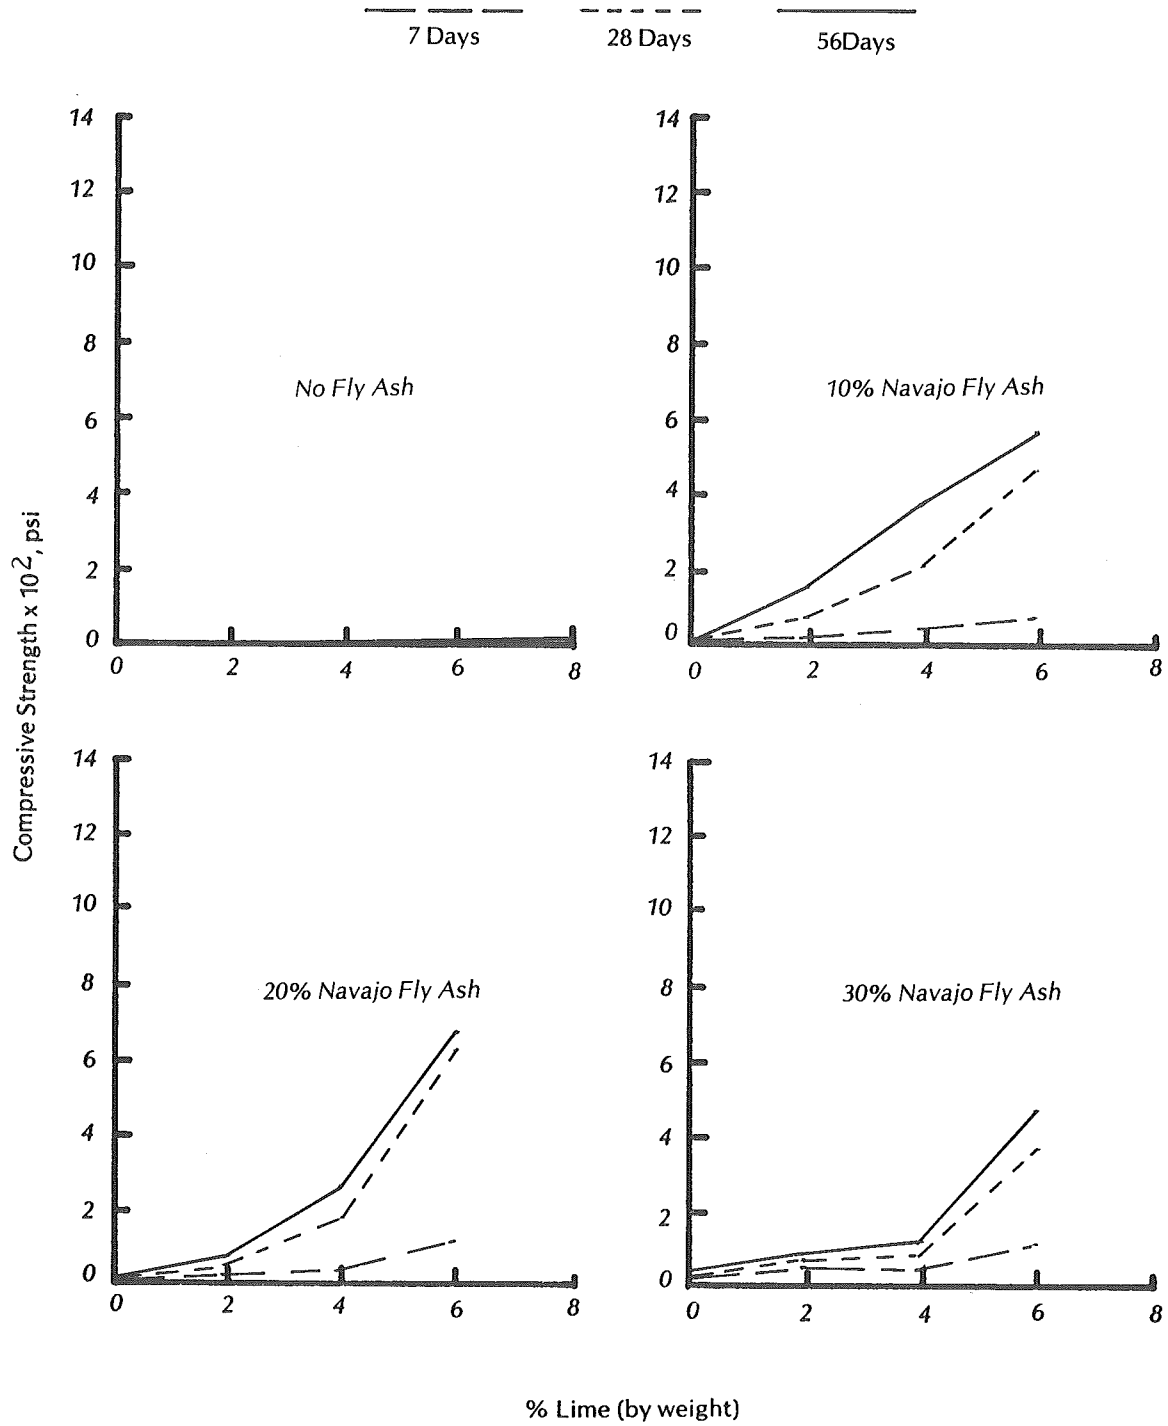 7 Days 28 Days 56Days
14 14
12 12
10 10
8 8
No Fly Ash 10% Navajo Fly Ash
6 6
4 4
2 2
0 0
0 2 4 6 8 0 2 4 6 8
Compressive Strength x 10², psi
14 14
12 12
10 10
8 8
20% Navajo Fly Ash 30% Navajo Fly Ash
6 6
4 4
2 2
0 0
0 2 4 6 8 0 2 4 6 8
% Lime (by weight)